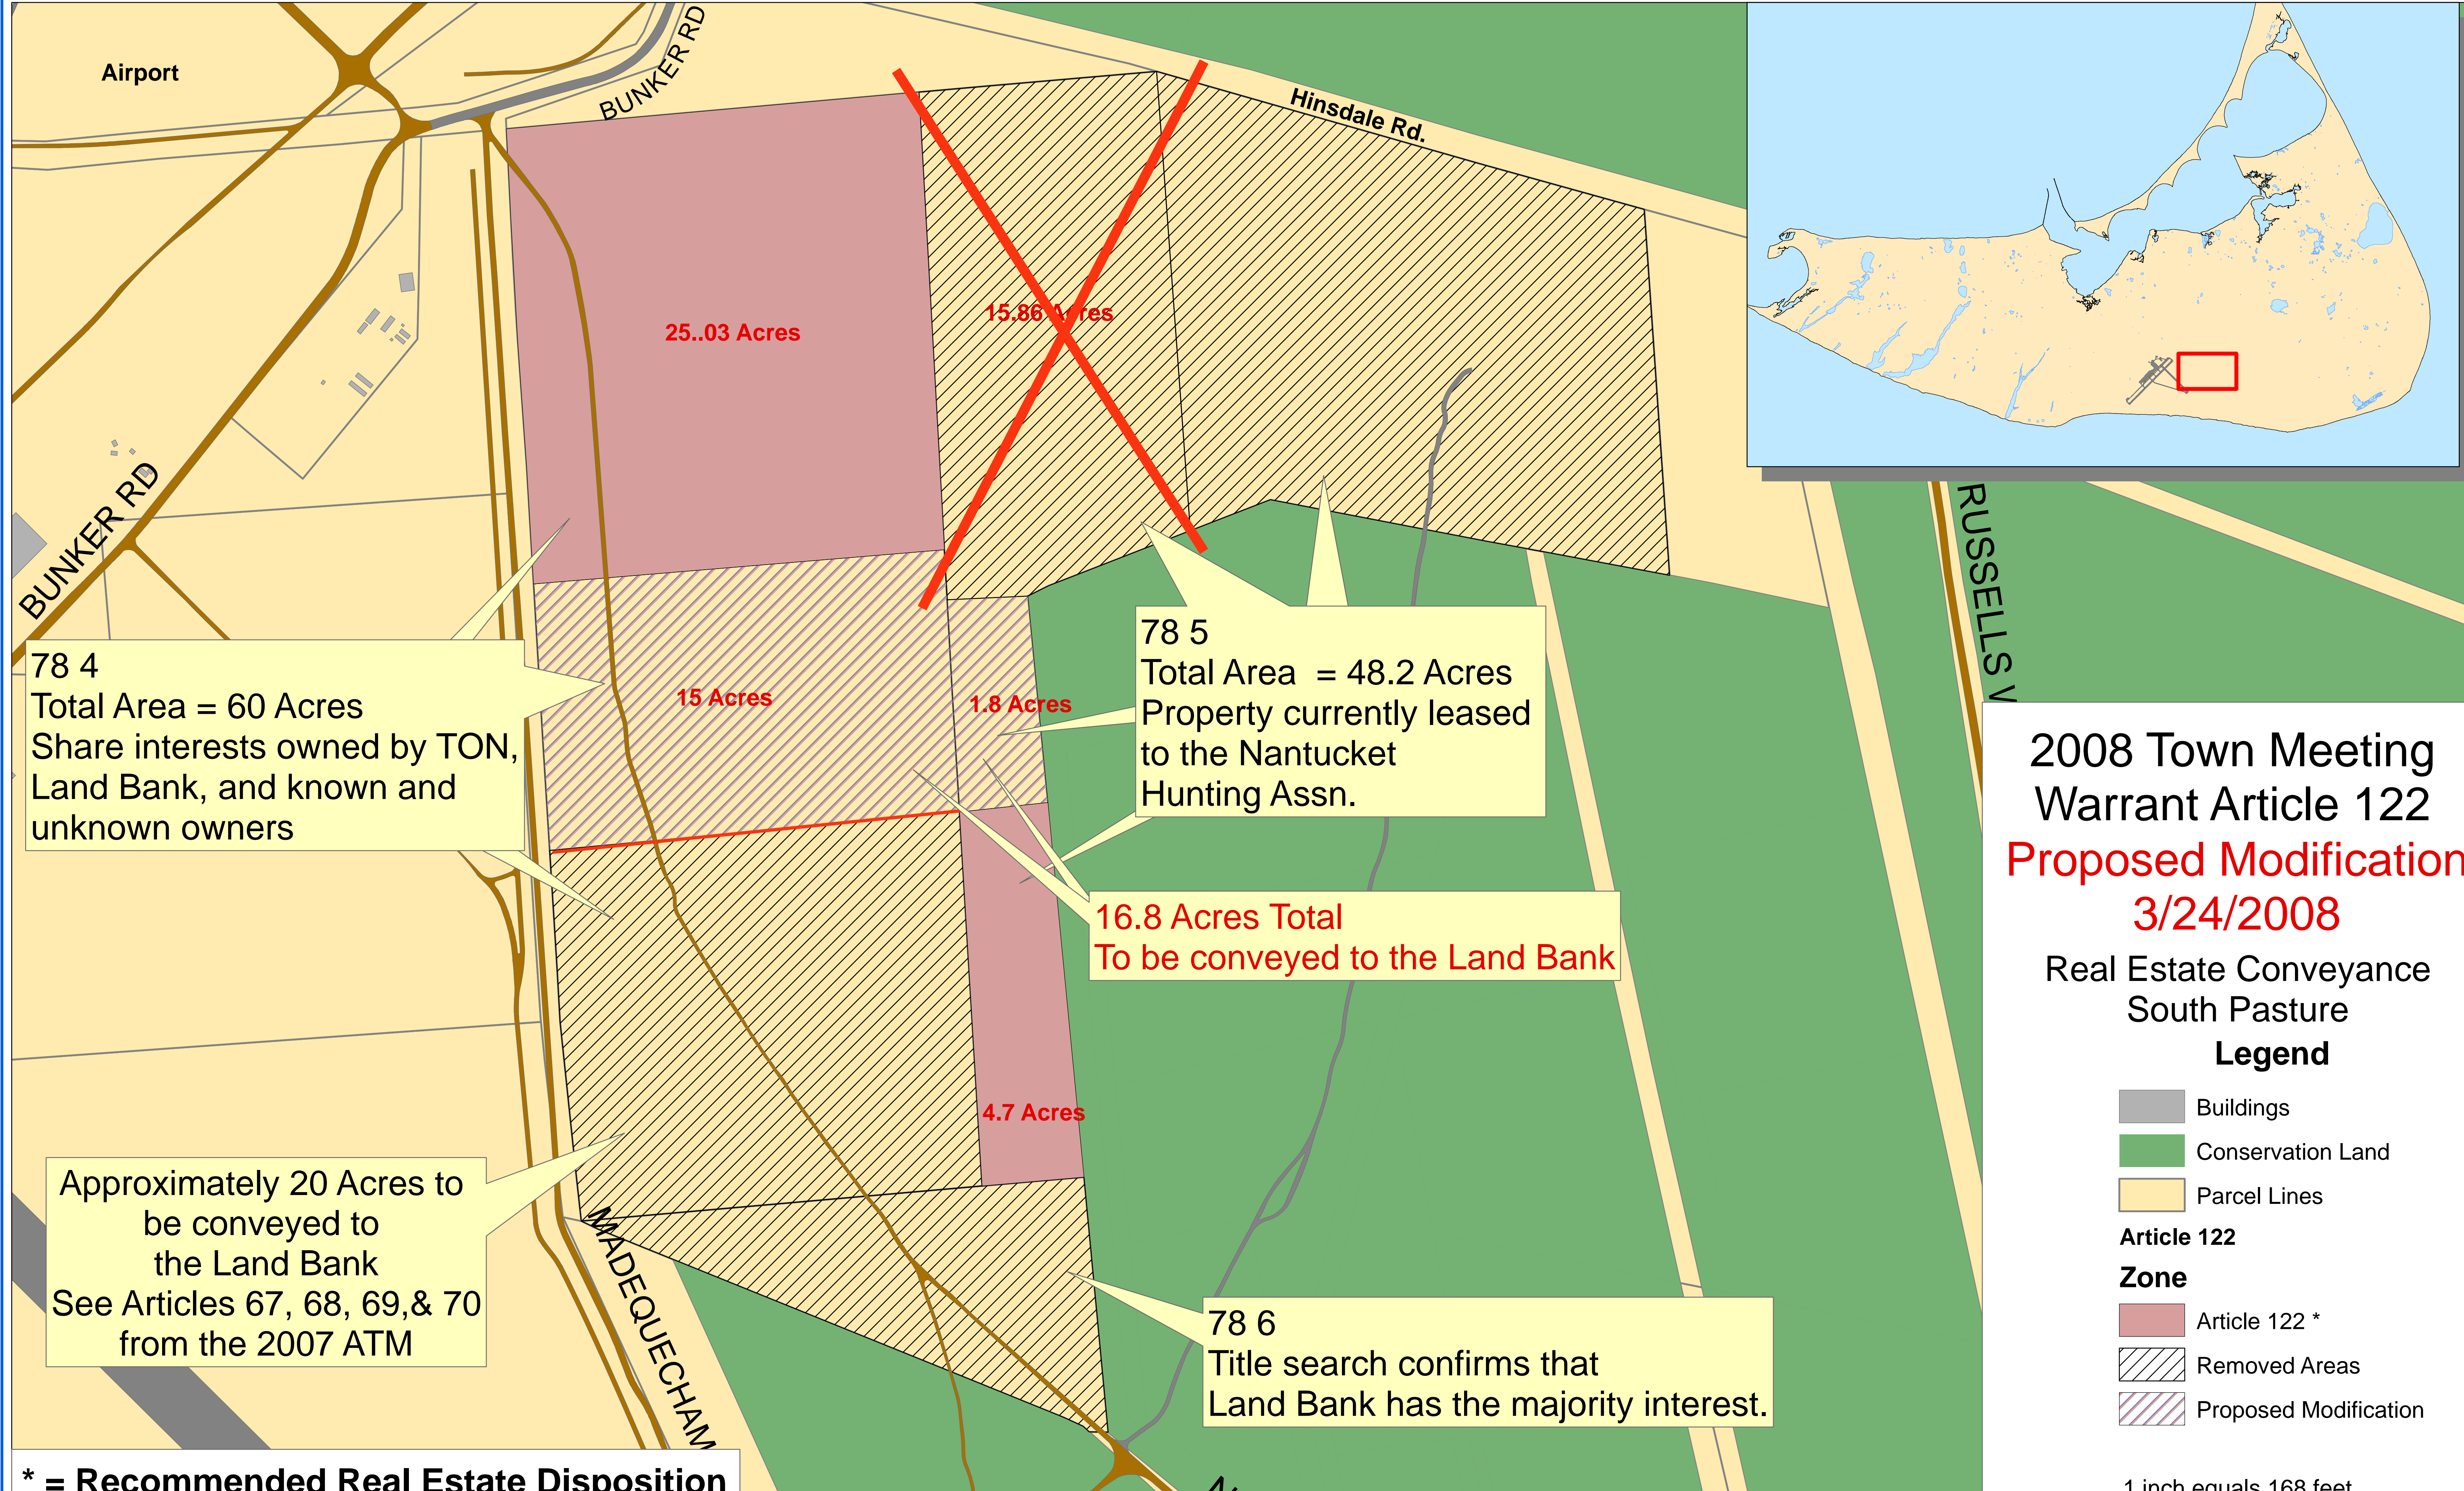 Airport
BUNKER RD
Hinsdale Rd.
25..03 Acres
15.86 Acres
BUNKER RD
RUSSELLS
78 4
Total Area = 60 Acres
Share interests owned by TON,
Land Bank, and known and
unknown owners
15 Acres
1.8 Acres
78 5
Total Area = 48.2 Acres
Property currently leased
to the Nantucket
Hunting Assn.
16.8 Acres Total
To be conveyed to the Land Bank
4.7 Acres
Approximately 20 Acres to
be conveyed to
the Land Bank
See Articles 67, 68, 69,& 70
from the 2007 ATM
MADEQUECHAM
78 6
Title search confirms that
Land Bank has the majority interest.
* = Recommended Real Estate Disposition
2008 Town Meeting
Warrant Article 122
Proposed Modification
3/24/2008
Real Estate Conveyance
South Pasture
Legend
Buildings
Conservation Land
Parcel Lines
Article 122
Zone
Article 122 *
Removed Areas
Proposed Modification
1 inch equals 168 feet